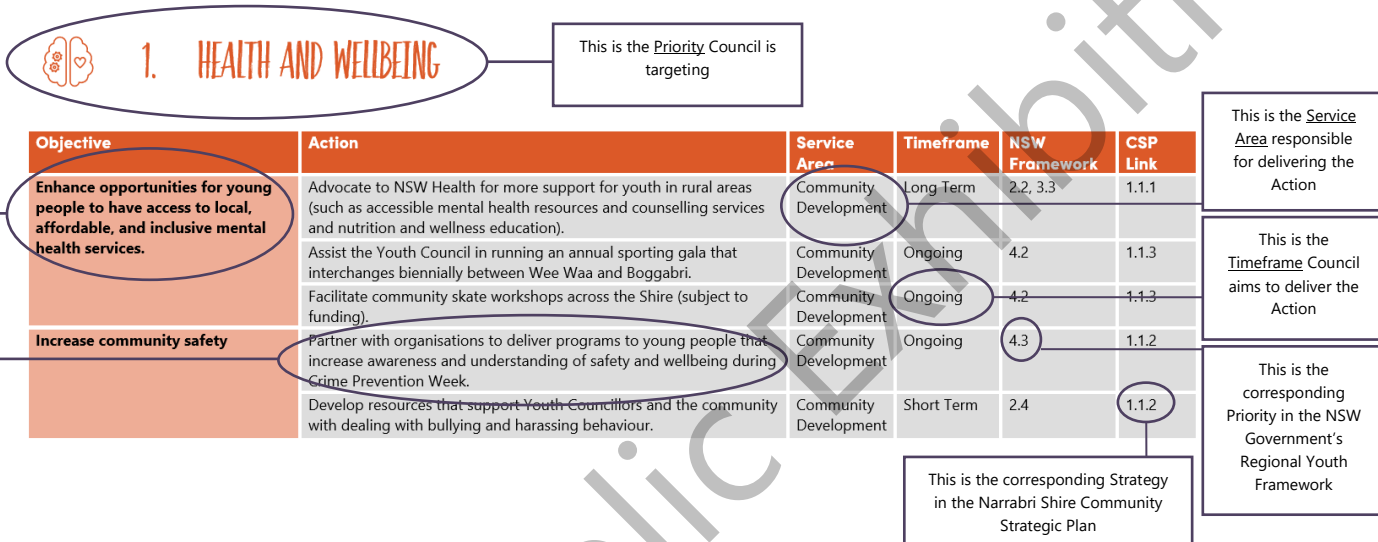 1. HEALTH AND WELLBEING
This is the Priority Council is
targeting
Objective
Action
Service
Area
Timeframe
NSW
Framework
CSP
Link
Enhance opportunities for young
people to have access to local,
affordable, and inclusive mental
health services.
Advocate to NSW Health for more support for youth in rural areas
(such as accessible mental health resources and counselling services
and nutrition and wellness education).
Community
Development
Long Term
2.2, 3.3
1.1.1
Assist the Youth Council in running an annual sporting gala that
interchanges biennially between Wee Waa and Boggabri.
Community
Development
Ongoing
4.2
1.1.3
Facilitate community skate workshops across the Shire (subject to
funding).
Community
Development
Ongoing
4.2
1.1.3
Increase community safety
Partner with organisations to deliver programs to young people that
increase awareness and understanding of safety and wellbeing during
Crime Prevention Week.
Community
Development
Ongoing
4.3
1.1.2
Develop resources that support Youth Councillors and the community
with dealing with bullying and harassing behaviour.
Community
Development
Short Term
2.4
1.1.2
This is the Service
Area responsible
for delivering the
Action
This is the
Timeframe Council
aims to deliver the
Action
This is the
corresponding
Priority in the NSW
Government's
Regional Youth
Framework
This is the corresponding Strategy
in the Narrabri Shire Community
Strategic Plan
lic Exhibiti